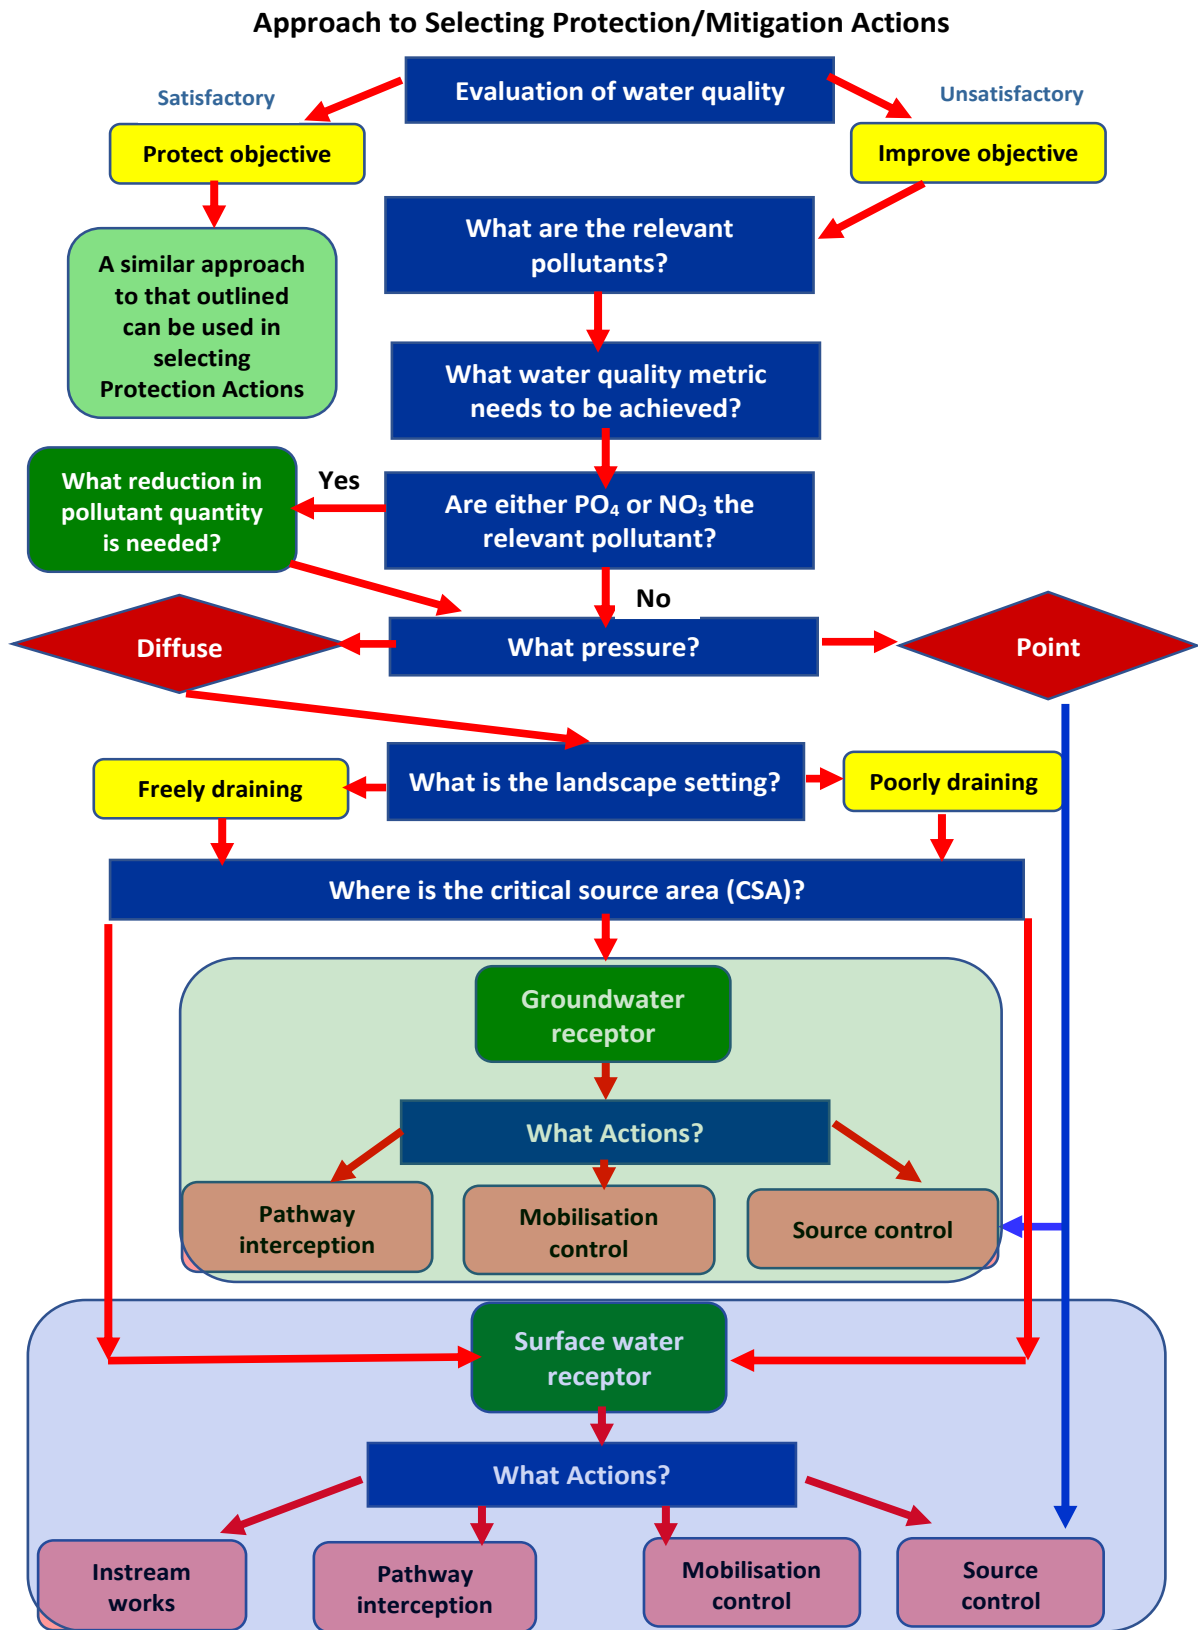 Approach to Selecting Protection/Mitigation Actions
Satisfactory
Evaluation of water quality
Unsatisfactory
Protect objective
Improve objective
What are the relevant
pollutants?
A similar approach
to that outlined
can be used in
selecting
Protection Actions
What water quality metric
needs to be achieved?
What reduction in
pollutant quantity
is needed?
Yes
Are either PO₄ or NO₃ the
relevant pollutant?
No
Diffuse
What pressure?
Point
Freely draining
What is the landscape setting?
Poorly draining
Where is the critical source area (CSA)?
Groundwater
receptor
What Actions?
Pathway
interception
Mobilisation
control
Source control
Surface water
receptor
What Actions?
Instream
works
Pathway
interception
Mobilisation
control
Source
control